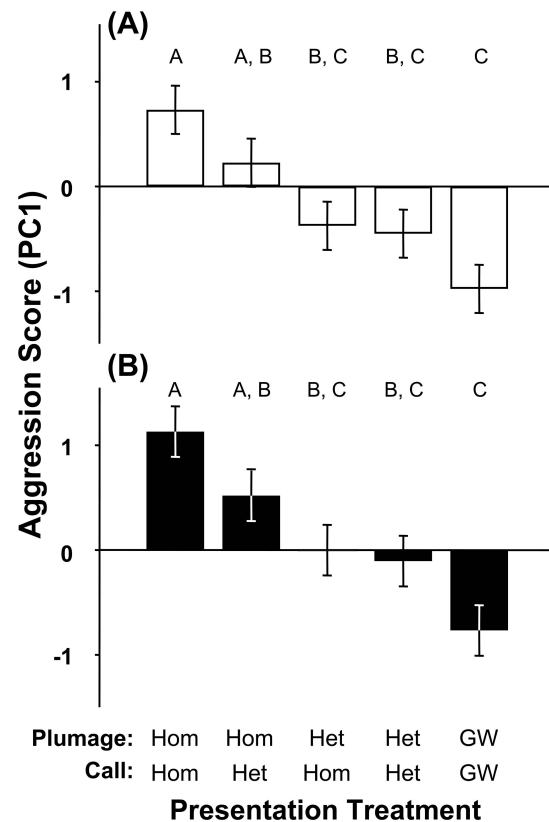 (A)
A A, B B, C B, C C
1
0
-1
Aggression Score (PC1)
(B)
A A, B B, C B, C C
1
0
-1
Plumage: Hom Hom Het Het GW
Call: Hom Het Hom Het GW
Presentation Treatment